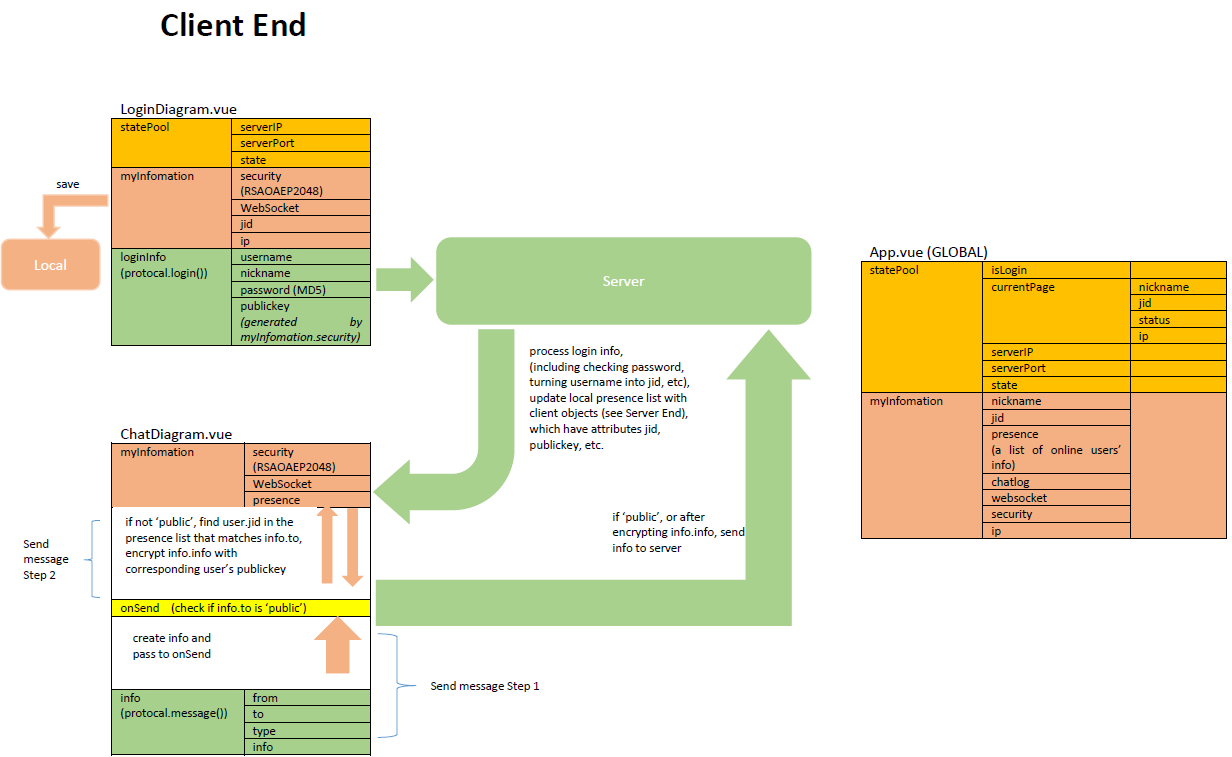 Client End
LoginDiagram.vue
statePool
serverIP
serverPort
state
myInfomation
security
(RSAOAEP2048)
WebSocket
jid
ip
loginInfo
(protocal.login())
username
nickname
password (MD5)
publickey
(generated by
myInfomation.security)
save
Local
Server
process login info,
(including checking password,
turning username into jid, etc),
update local presence list with
client objects (see Server End),
which have attributes jid,
publickey, etc.
App.vue (GLOBAL)
statePool
isLogin
currentPage
nickname
jid
status
ip
serverIP
serverPort
state
myInfomation
nickname
jid
presence
(a list of online users’
info)
chatlog
websocket
security
ip
ChatDiagram.vue
myInfomation
security
(RSAOAEP2048)
WebSocket
presence
if not ‘public’, find user.jid in the
presence list that matches info.to,
encrypt info.info with
corresponding user’s publickey
Send
message
Step 2
if ‘public’, or after
encrypting info.info, send
info to server
onSend (check if info.to is ‘public’)
create info and
pass to onSend
Send message Step 1
info
(protocal.message())
from
to
type
info